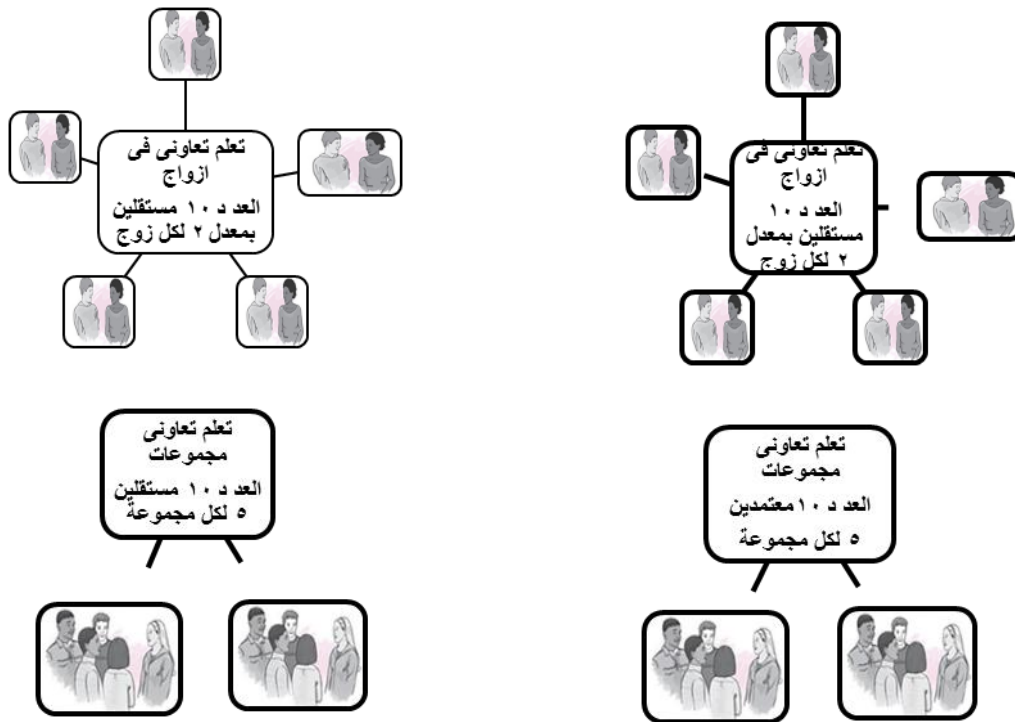 تعلم تعاونى فى
ازواج
العد د ١٠ مستقلين
بمعدل ٢ لكل زوج
تعلم تعاونى فى
ازواج
العد د ١٠
مستقلين بمعدل
٢ لكل زوج
تعلم تعاونى
مجموعات
العد د ١٠ مستقلين
٥ لكل مجموعة
تعلم تعاونى
مجموعات
العد د ١٠ معتمدين
٥ لكل مجموعة